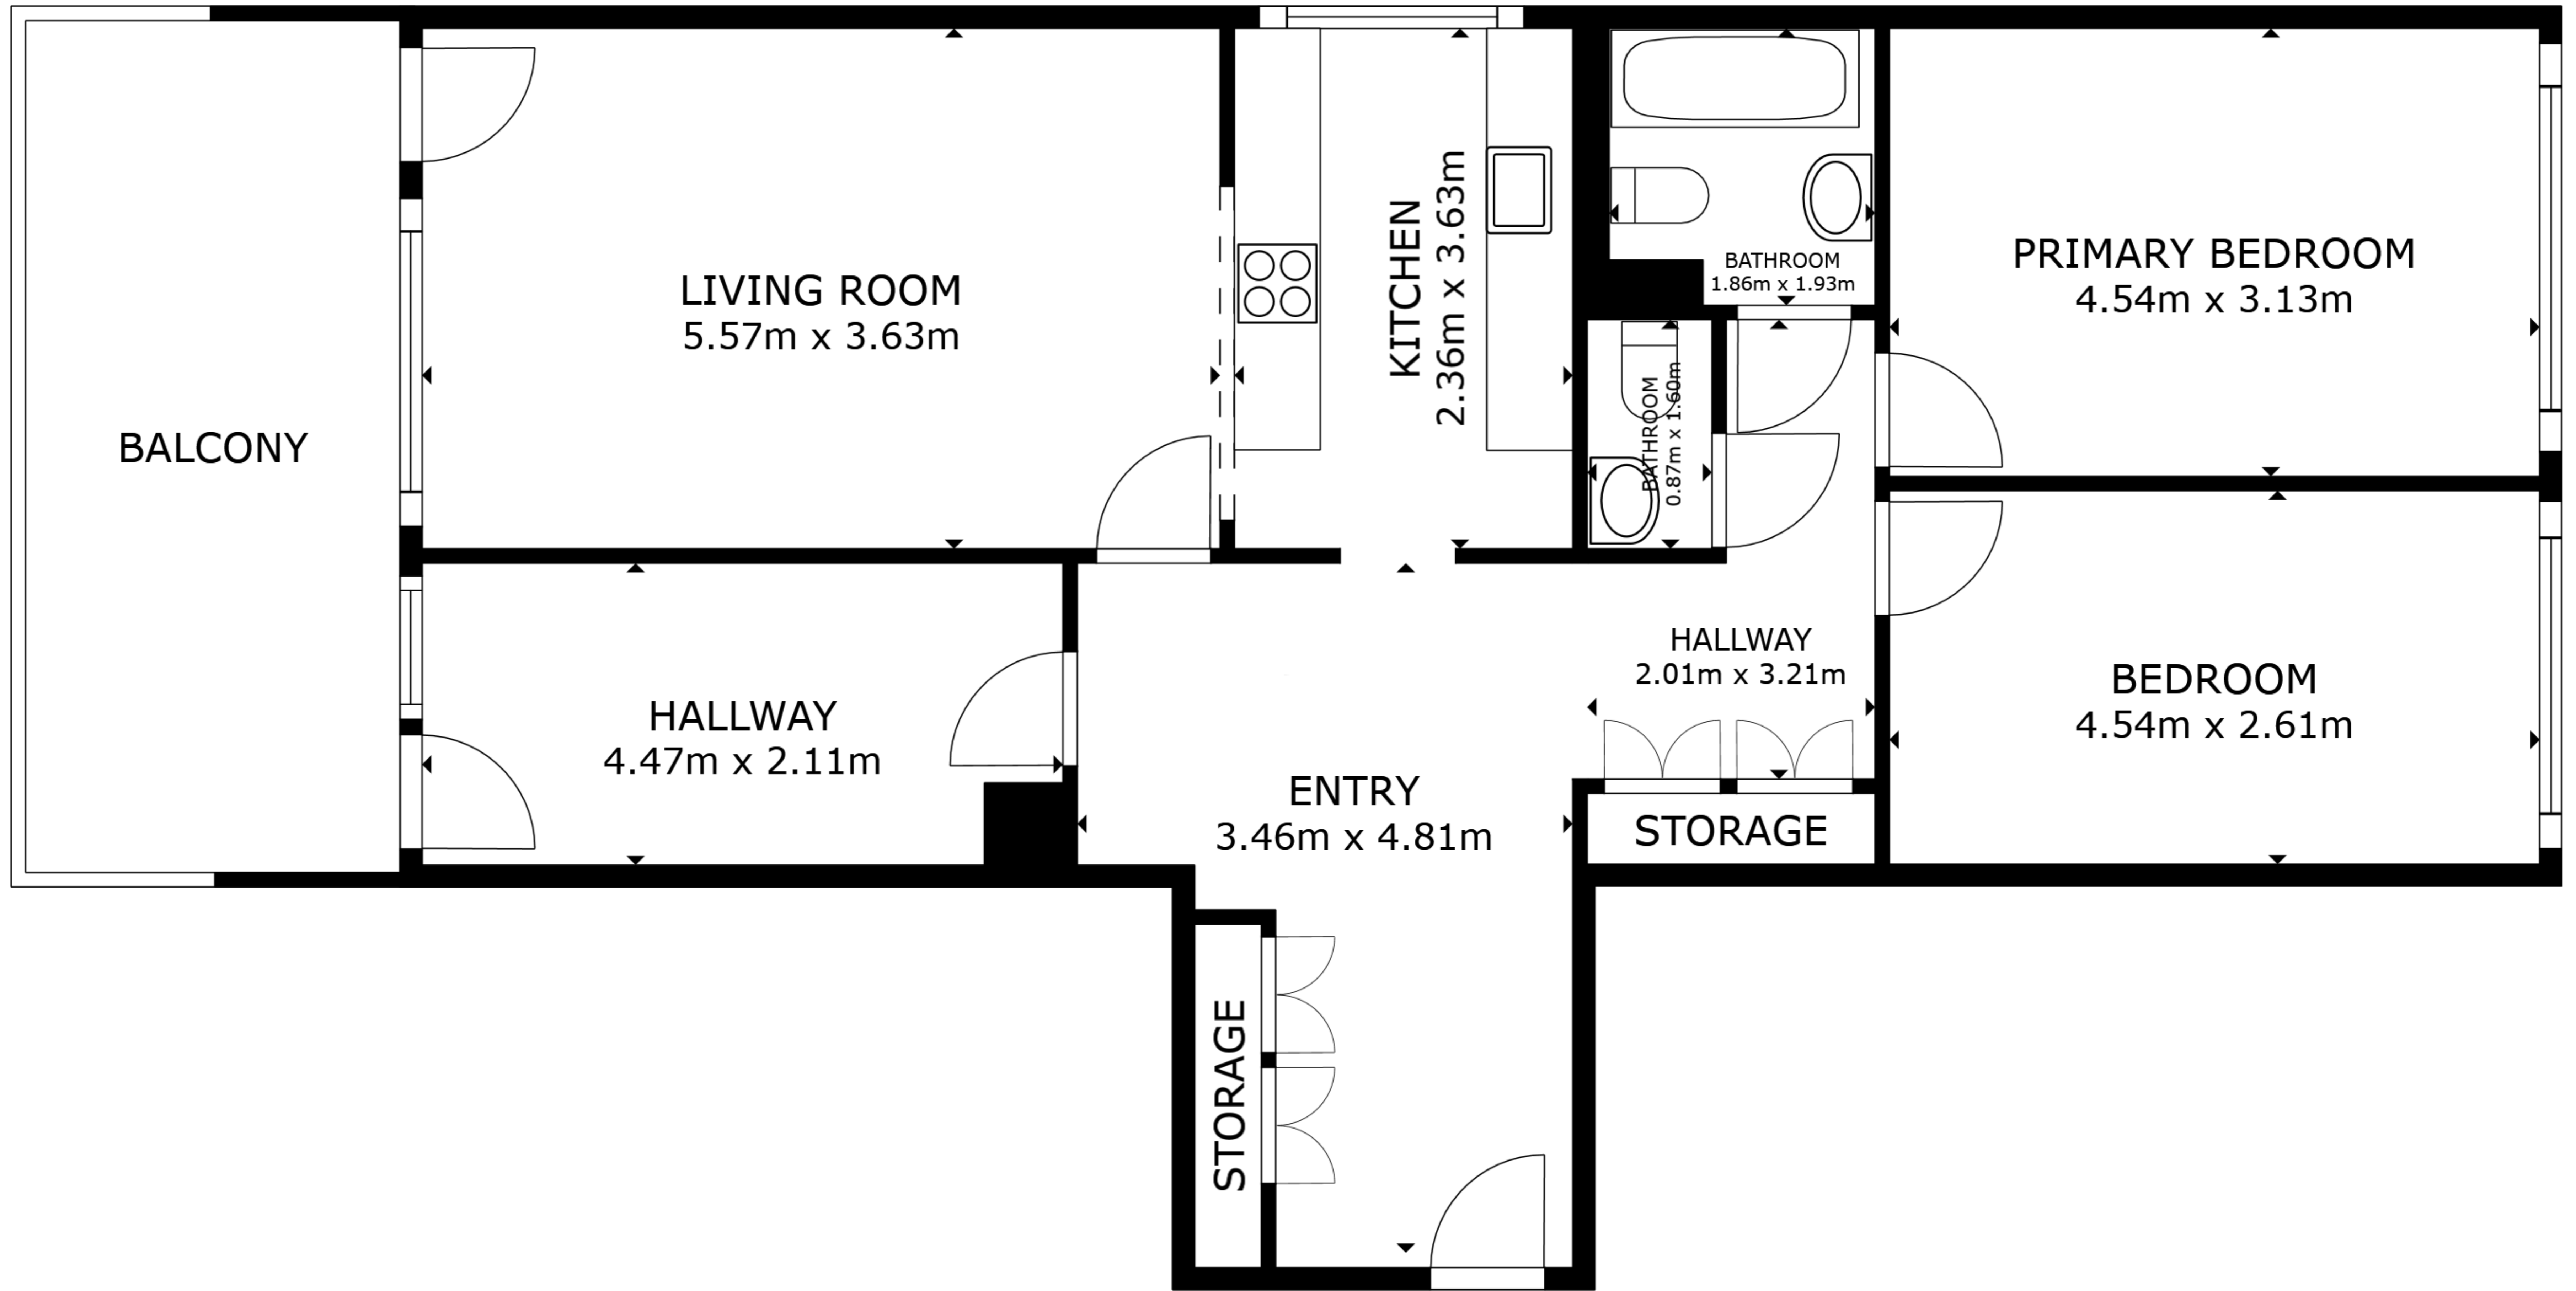 BALCONY
LIVING ROOM
5.57m x 3.63m
KITCHEN
2.36m x 3.63m
BATHROOM
1.86m x 1.93m
PRIMARY BEDROOM
4.54m x 3.13m
BATHROOM
0.87m x 1.60m
HALLWAY
4.47m x 2.11m
HALLWAY
2.01m x 3.21m
BEDROOM
4.54m x 2.61m
ENTRY
3.46m x 4.81m
STORAGE
STORAGE